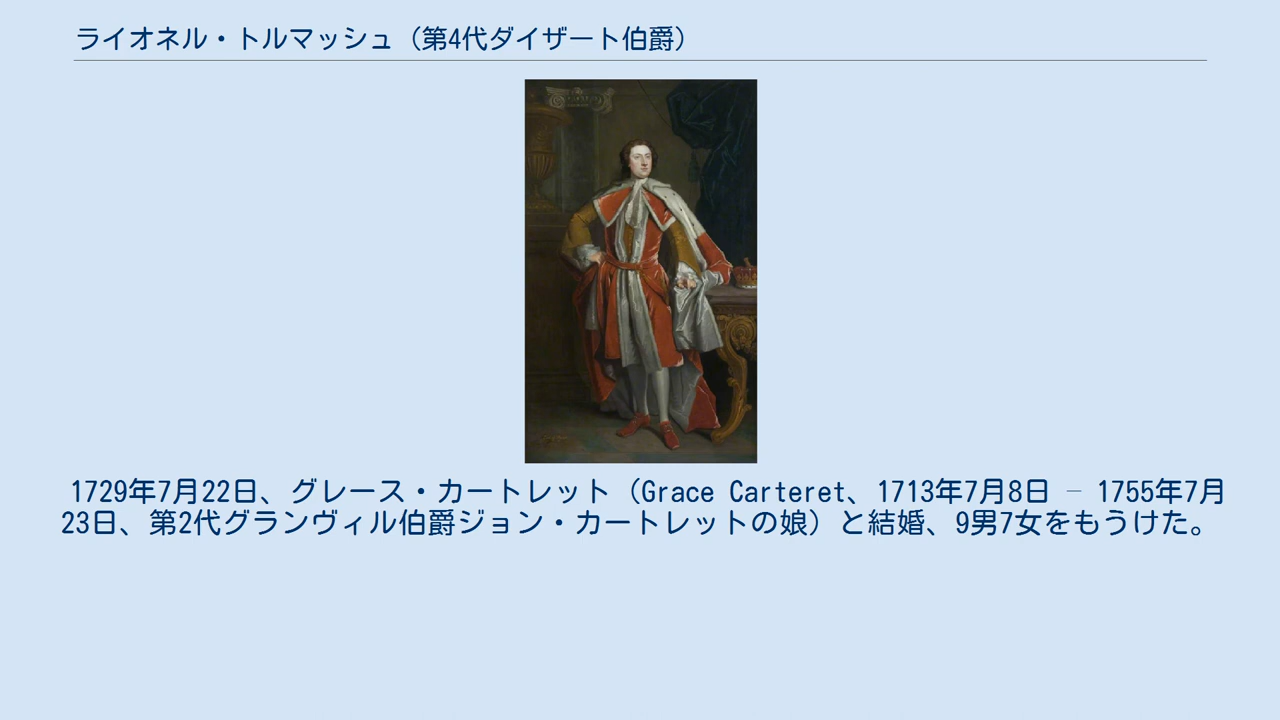 ライオネル・トルマッシュ（第4代ダイザート伯爵）
1729年7月22日、グレース・カートレット（Grace Carteret、1713年7月8日 – 1755年7月
23日、第2代グランヴィル伯爵ジョン・カートレットの娘）と結婚、9男7女をもうけた。